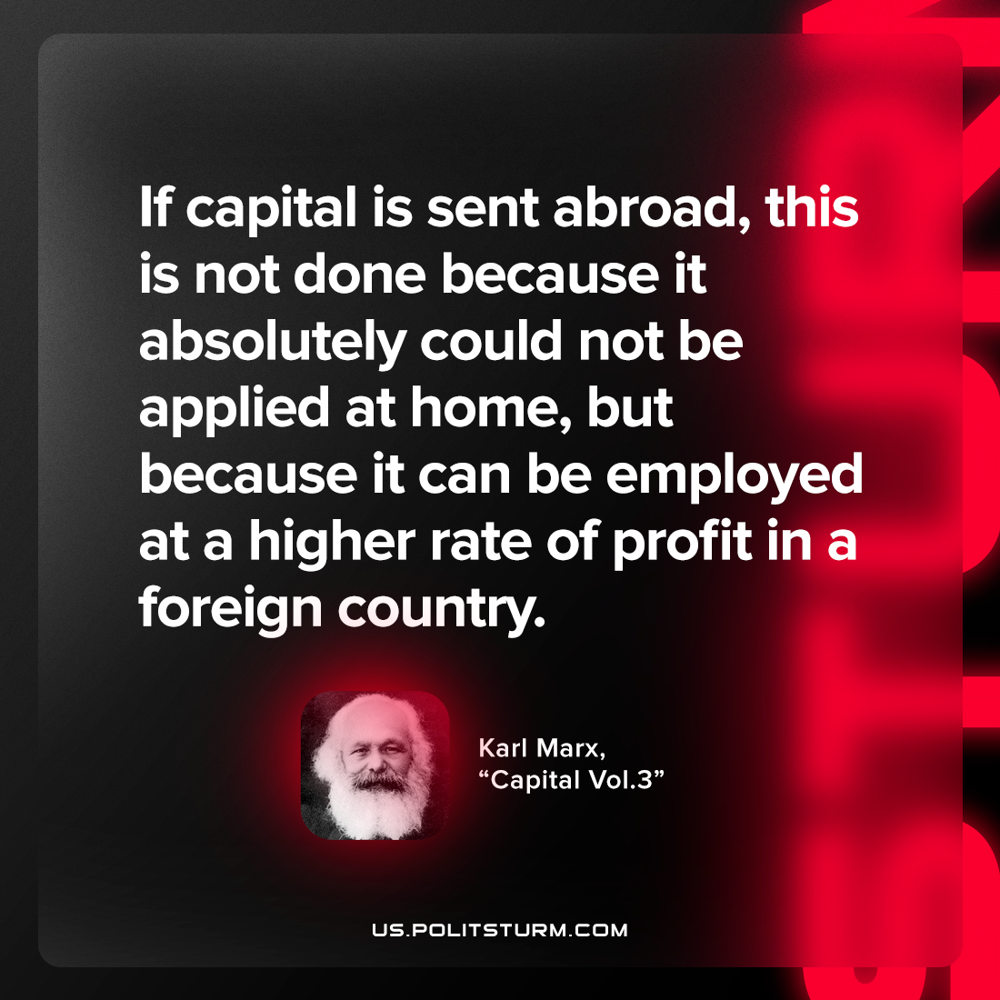 If capital is sent abroad, this
is not done because it
absolutely could not be
applied at home, but
because it can be employed
at a higher rate of profit in a
foreign country.
Karl Marx,
“Capital Vol.3”
US.POLITSTURM.COM